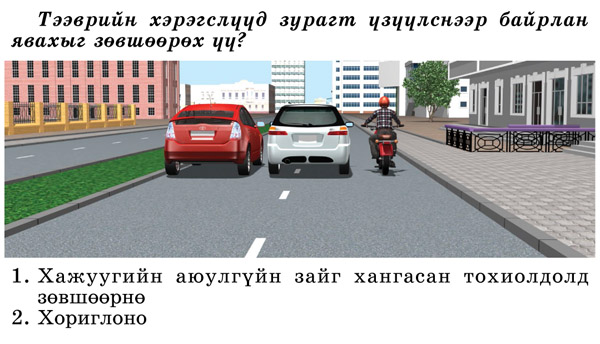 Тээврийн хэрэгслүүд зурагт үзүүлснээр байрлан
явахыг зөвшөөрөх үү?
1. Хажуугийн аюулгүйн зайг хангасан тохиолдолд
зөвшөөрнө
2. Хориглоно